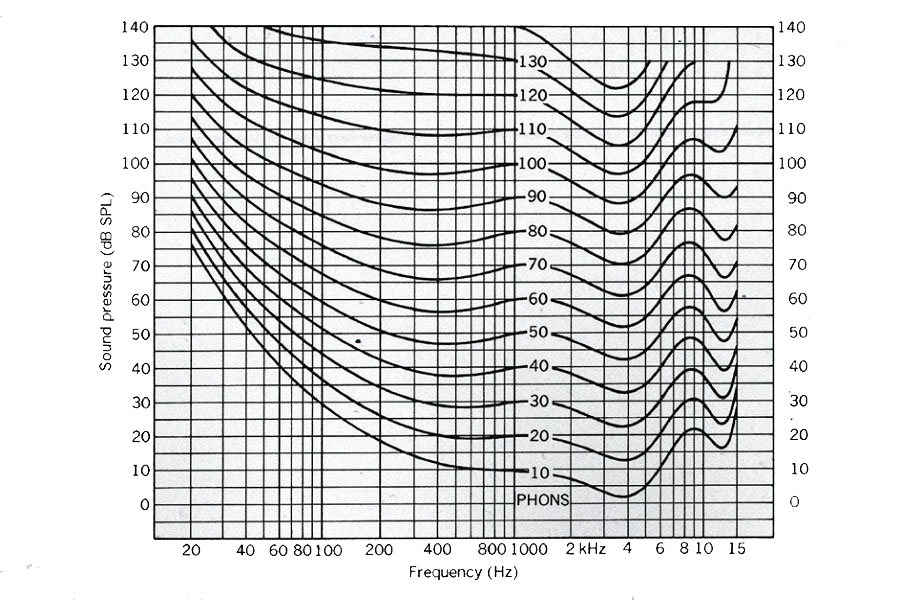 140 140
130 130 130
120 120 120
110 110 110
100 100 100
90 90 90
80 80 80
70 70 70
60 60 60
50 50 50
40 40 40
30 30 30
20 20 20
10 10 10
0 PHONS 0
Sound pressure (dB SPL)
20 40 60 80 100 200 400 800 1000 2 kHz 4 6 8 10 15
Frequency (Hz)